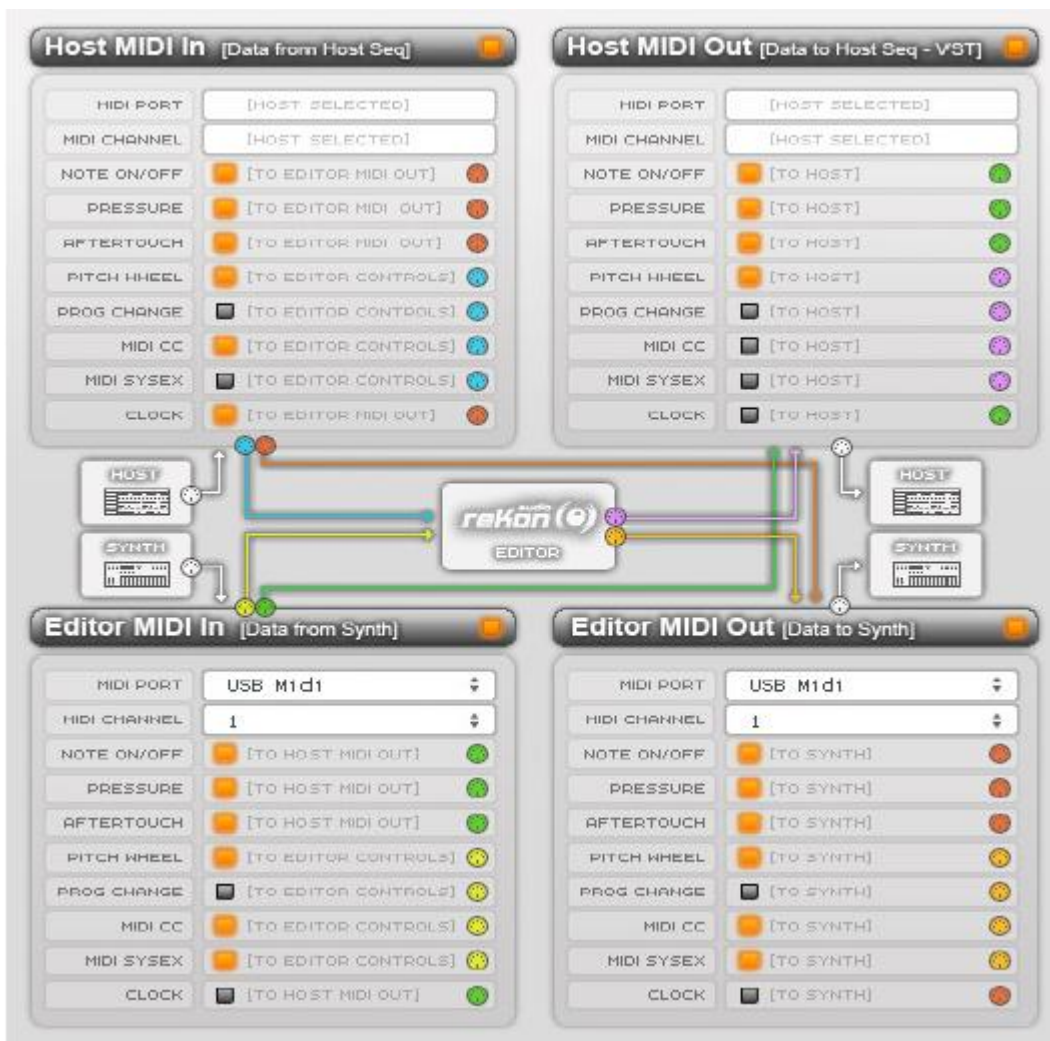 Host MIDI In [Data from Host Seq]
MIDI PORT [HOST SELECTED]
MIDI CHANNEL [HOST SELECTED]
NOTE ON/OFF [TO EDITOR MIDI OUT]
PRESSURE [TO EDITOR MIDI OUT]
AFTERTOUCH [TO EDITOR MIDI OUT]
PITCH WHEEL [TO EDITOR CONTROLS]
PROG CHANGE [TO EDITOR CONTROLS]
MIDI CC [TO EDITOR CONTROLS]
MIDI SYSEX [TO EDITOR CONTROLS]
CLOCK [TO EDITOR MIDI OUT]
Host MIDI Out [Data to Host Seq - VST]
MIDI PORT [HOST SELECTED]
MIDI CHANNEL [HOST SELECTED]
NOTE ON/OFF [TO HOST]
PRESSURE [TO HOST]
AFTERTOUCH [TO HOST]
PITCH WHEEL [TO HOST]
PROG CHANGE [TO HOST]
MIDI CC [TO HOST]
MIDI SYSEX [TO HOST]
CLOCK [TO HOST]
HOST
SYNTH
audio
reKon
EDITOR
HOST
SYNTH
Editor MIDI In [Data from Synth]
MIDI PORT USB Midi
MIDI CHANNEL 1
NOTE ON/OFF [TO HOST MIDI OUT]
PRESSURE [TO HOST MIDI OUT]
AFTERTOUCH [TO HOST MIDI OUT]
PITCH WHEEL [TO EDITOR CONTROLS]
PROG CHANGE [TO EDITOR CONTROLS]
MIDI CC [TO EDITOR CONTROLS]
MIDI SYSEX [TO EDITOR CONTROLS]
CLOCK [TO HOST MIDI OUT]
Editor MIDI Out [Data to Synth]
MIDI PORT USB Midi
MIDI CHANNEL 1
NOTE ON/OFF [TO SYNTH]
PRESSURE [TO SYNTH]
AFTERTOUCH [TO SYNTH]
PITCH WHEEL [TO SYNTH]
PROG CHANGE [TO SYNTH]
MIDI CC [TO SYNTH]
MIDI SYSEX [TO SYNTH]
CLOCK [TO SYNTH]